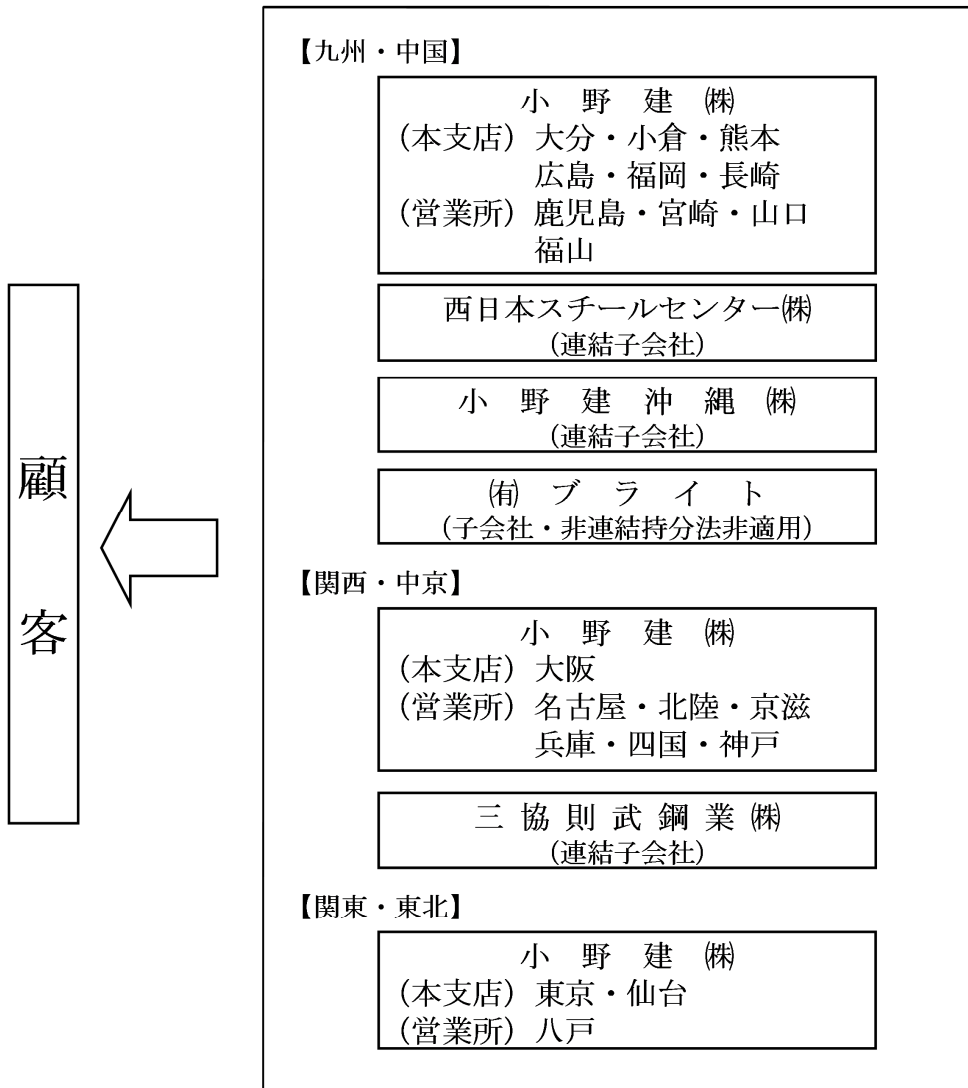 【九州・中国】
小野建㈱
(本支店) 大分・小倉・熊本
広島・福岡・長崎
(営業所) 鹿児島・宮崎・山口
福山
西日本スチールセンター㈱
(連結子会社)
小野建沖縄㈱
(連結子会社)
㈲ブライト
(子会社・非連結持分法非適用)
【関西・中京】
小野建㈱
(本支店) 大阪
(営業所) 名古屋・北陸・京滋
兵庫・四国・神戸
三協則武鋼業㈱
(連結子会社)
【関東・東北】
小野建㈱
(本支店) 東京・仙台
(営業所) 八戸
顧客